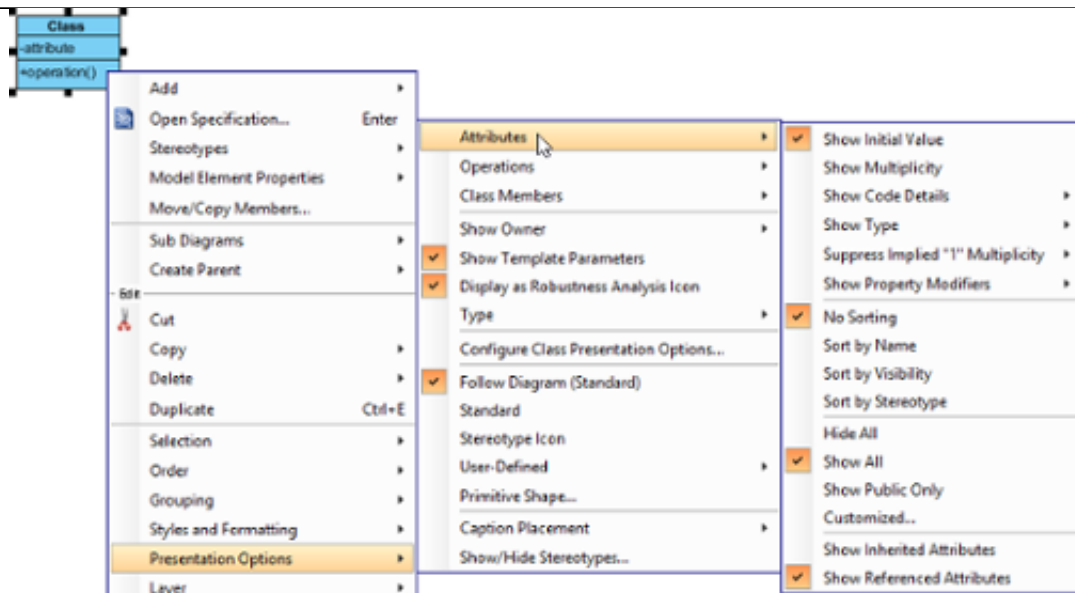 Class
-attribute
+operation()
Add
Open Specification... Enter
Stereotypes
Model Element Properties
Move/Copy Members...
Sub Diagrams
Create Parent
Edit
Cut
Copy
Delete
Duplicate Ctrl+E
Selection
Order
Grouping
Styles and Formatting
Presentation Options
Layer
Attributes
Operations
Class Members
Show Owner
Show Template Parameters
Display as Robustness Analysis Icon
Type
Configure Class Presentation Options...
Follow Diagram (Standard)
Standard
Stereotype Icon
User-Defined
Primitive Shape...
Caption Placement
Show/Hide Stereotypes...
Show Initial Value
Show Multiplicity
Show Code Details
Show Type
Suppress Implied "1" Multiplicity
Show Property Modifiers
No Sorting
Sort by Name
Sort by Visibility
Sort by Stereotype
Hide All
Show All
Show Public Only
Customized...
Show Inherited Attributes
Show Referenced Attributes